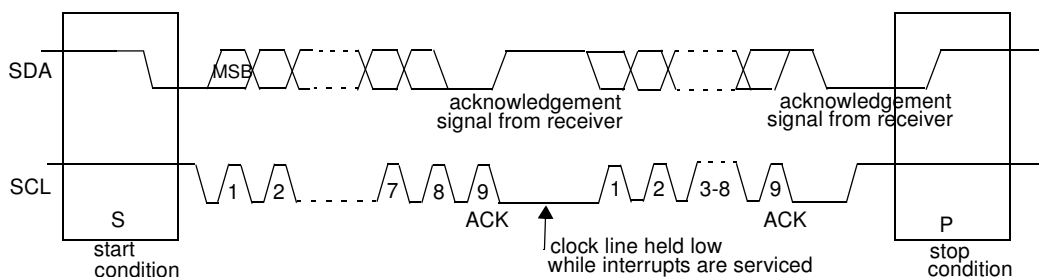 SDA
MSB
acknowledgement
signal from receiver
acknowledgement
signal from receiver
SCL
1
2
7
8
9
1
2
3-8
9
ACK
ACK
S
P
start
condition
clock line held low
while interrupts are serviced
stop
condition